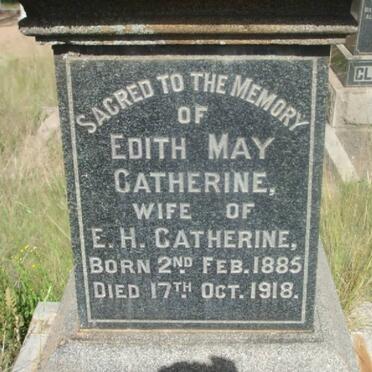 SACRED TO THE MEMORY
OF
EDITH MAY
CATHERINE,
WIFE OF
E. H. CATHERINE,
BORN 2ND FEB. 1885
DIED 17TH OCT. 1918.